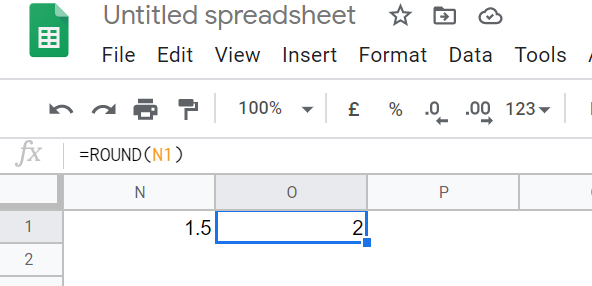 Untitled spreadsheet
File Edit View Insert Format Data Tools
100% £ % .0 .00 123
fx =ROUND(N1)
N O P
1 1.5 2
2